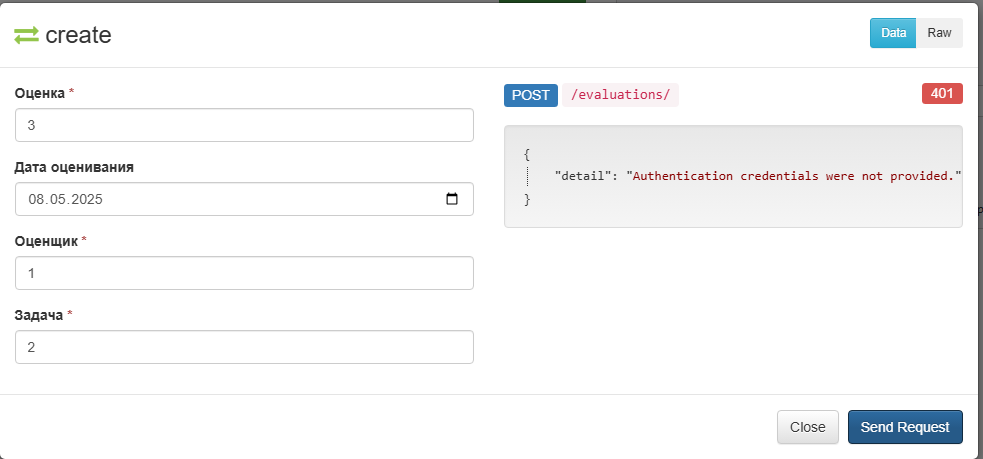 create
Data Raw
Оценка *
3
Дата оценивания
08.05.2025
Оценщик *
1
Задача *
2
POST /evaluations/ 401
{
"detail": "Authentication credentials were not provided."
}
Close Send Request